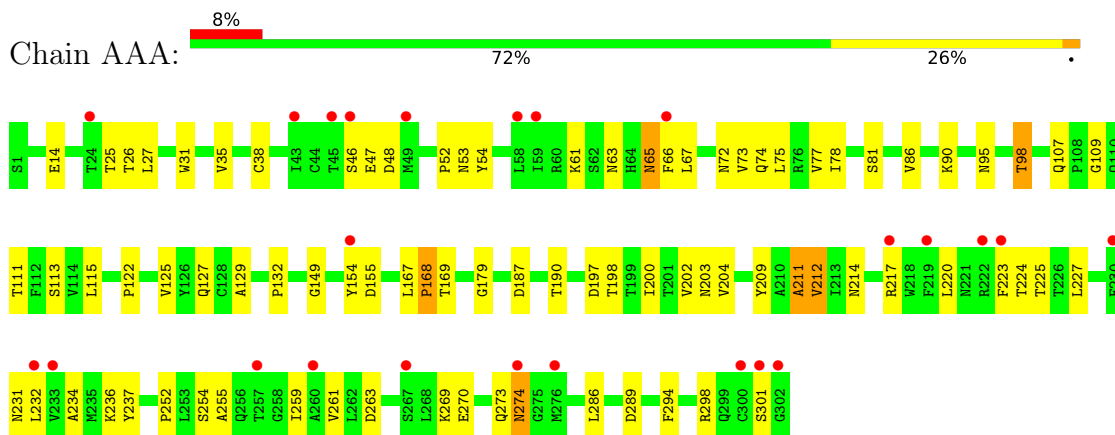 8%
Chain AAA:
72% 26% •
S1 E14 T24 T25 T26 L27 W31 V35 C38 I43 C44 T45 S46 E47 D48 M49 P52 N53 Y54 L58 I59 R60 K61 S62 N63 H64 N65 F66 L67 N72 V73 Q74 L75 R76 V77 I78 S81 V86 K90 N95 T98 Q107 P108 G109 Q110
T111 F112 S113 V114 L115 P122 V125 Y126 Q127 C128 A129 P132 G149 Y154 D155 L167 P168 T169 G179 D187 T190 D197 T198 T199 I200 T201 V202 N203 V204 Y209 A210 A211 V212 I213 N214 R217 W218 F219 L220 N221 R222 F223 T224 T225 T226 L227 E230
N231 L232 V233 A234 M235 K236 Y237 P252 L253 S254 A255 Q256 T257 G258 I259 A260 V261 L262 D263 S267 L268 K269 E270 Q273 N274 G275 M276 L286 D289 F294 R298 Q299 C300 S301 G302